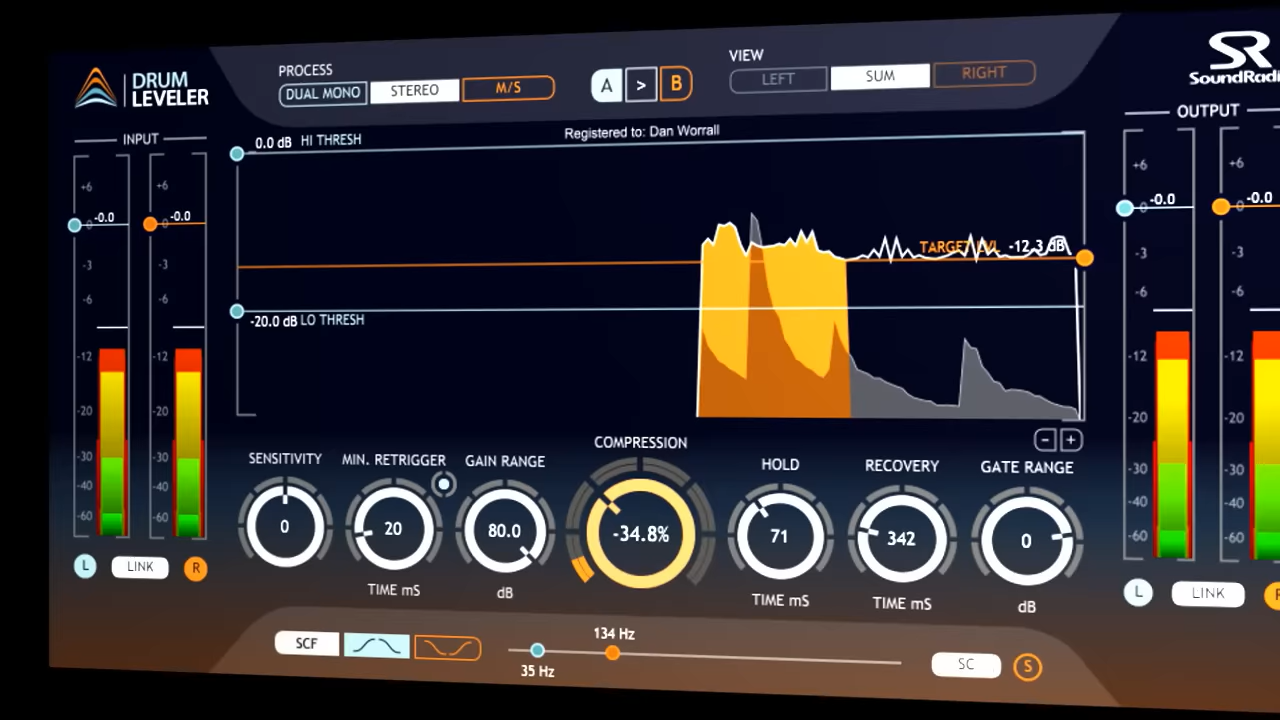 DRUM
LEVELER
PROCESS
DUAL MONO STEREO M/S
A > B
VIEW
LEFT SUM RIGHT
SR
SoundRadi
INPUT
+6 +6
0 -0.0 0 -0.0
-3 -3
-6 -6
-12 -12
-20 -20
-30 -30
-40 -40
-60 -60
L LINK R
0.0 dB HI THRESH
Registered to: Dan Worrall
TARGET LVL -12.3 dB
-20.0 dB LO THRESH
- +
OUTPUT
+6 +6
0 -0.0 0 -0.0
-3 -3
-6 -6
-12 -12
-20 -20
-30 -30
-40 -40
-60 -60
L LINK
SENSITIVITY
0
MIN. RETRIGGER
20
TIME mS
GAIN RANGE
80.0
dB
COMPRESSION
-34.8%
HOLD
71
TIME mS
RECOVERY
342
TIME mS
GATE RANGE
0
dB
SCF
134 Hz
35 Hz
SC S